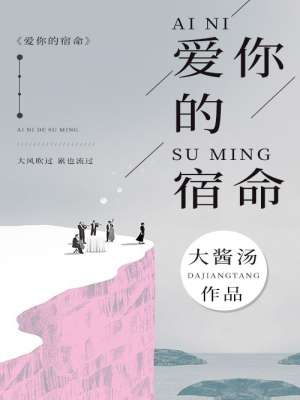 《爱你的宿命》
AI NI DE SU MING
大风吹过 泪也流过
AI NI
爱你
的
SU MING
宿命
大酱汤
DAJIANGTANG
作品